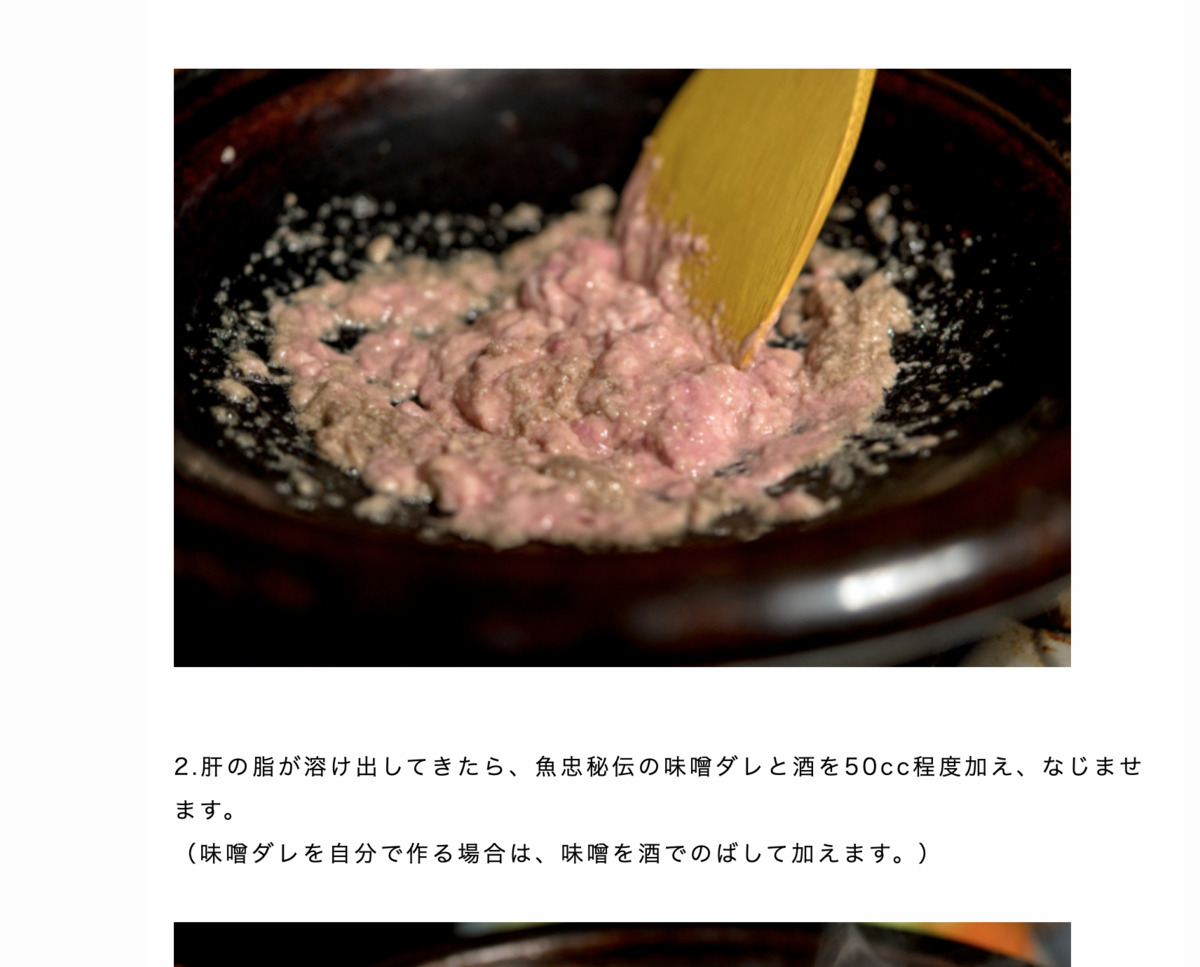 2.肝の脂が溶け出してきたら、魚忠秘伝の味噌ダレと酒を50cc程度加え、なじませ
ます。
（味噌ダレを自分で作る場合は、味噌を酒でのばして加えます。）